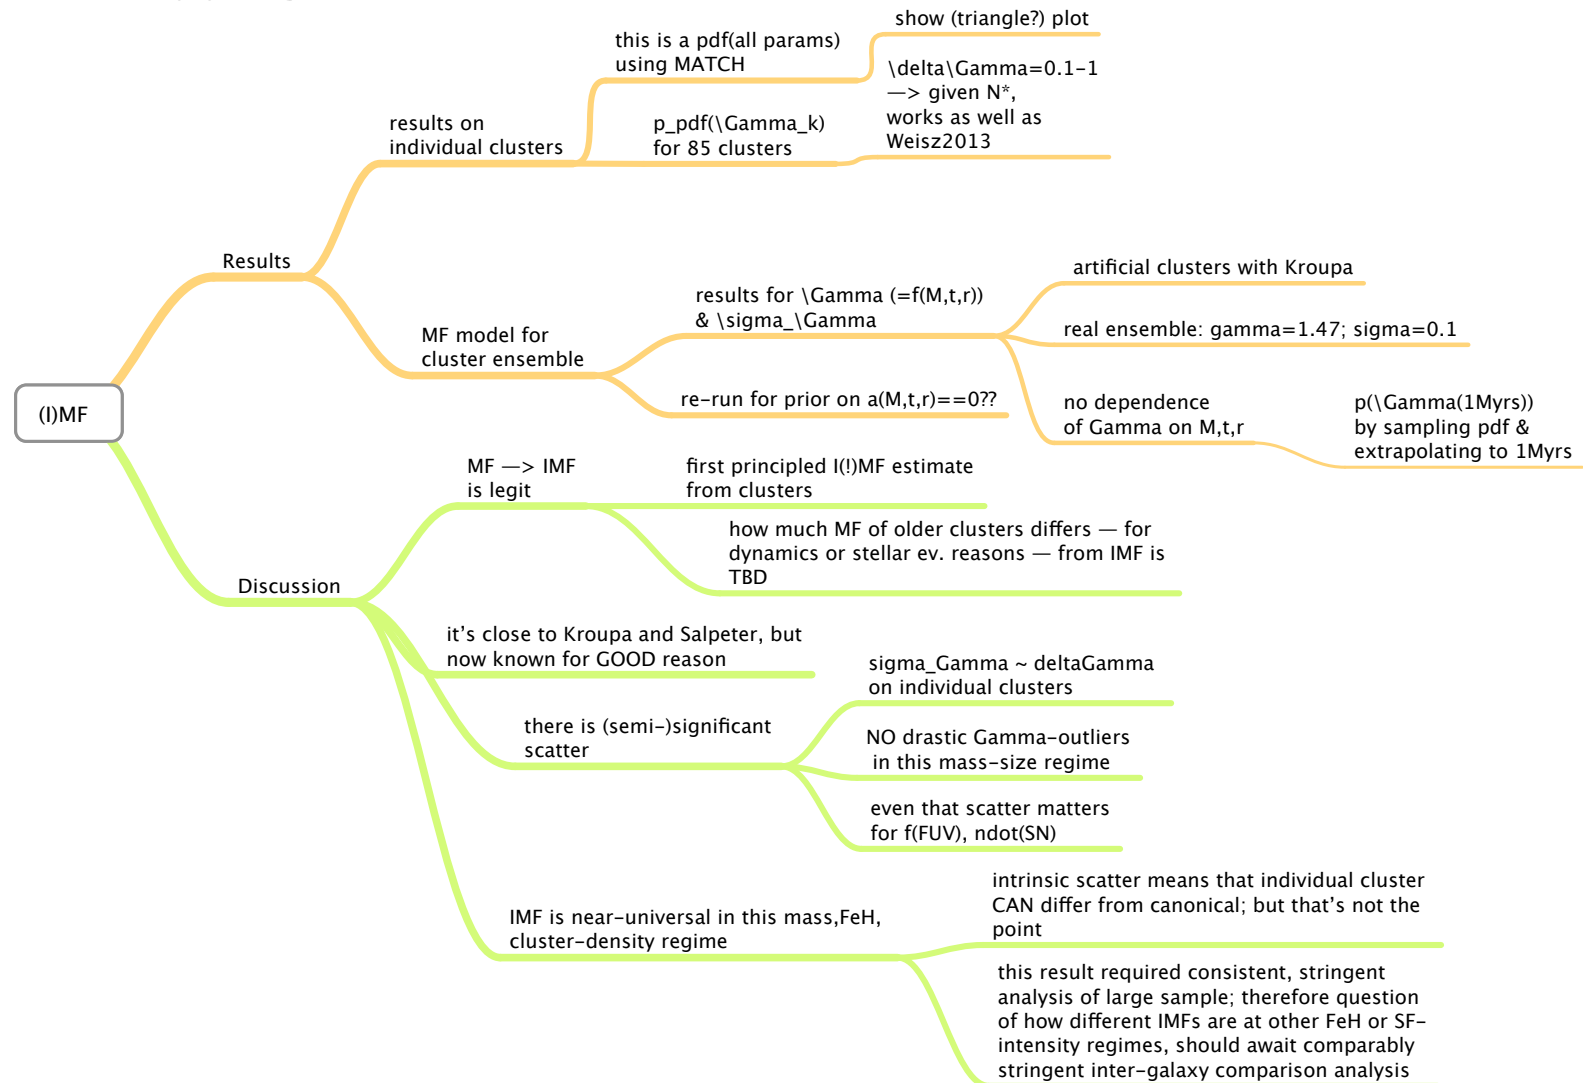 show (triangle?) plot
this is a pdf(all params)
using MATCH
\delta\Gamma=0.1-1
—> given N*,
works as well as
Weisz2013
results on
individual clusters
p_pdf(\Gamma_k)
for 85 clusters
Results
artificial clusters with Kroupa
results for \Gamma (=f(M,t,r))
& \sigma_\Gamma
real ensemble: gamma=1.47; sigma=0.1
MF model for
cluster ensemble
re-run for prior on a(M,t,r)==0??
no dependence
of Gamma on M,t,r
p(\Gamma(1Myrs))
by sampling pdf &
extrapolating to 1Myrs
(I)MF
MF —> IMF
is legit
first principled I(!)MF estimate
from clusters
how much MF of older clusters differs — for
dynamics or stellar ev. reasons — from IMF is
TBD
Discussion
it's close to Kroupa and Salpeter, but
now known for GOOD reason
sigma_Gamma ~ deltaGamma
on individual clusters
there is (semi-)significant
scatter
NO drastic Gamma-outliers
in this mass-size regime
even that scatter matters
for f(FUV), ndot(SN)
IMF is near-universal in this mass,FeH,
cluster-density regime
intrinsic scatter means that individual cluster
CAN differ from canonical; but that's not the
point
this result required consistent, stringent
analysis of large sample; therefore question
of how different IMFs are at other FeH or SF-
intensity regimes, should await comparably
stringent inter-galaxy comparison analysis